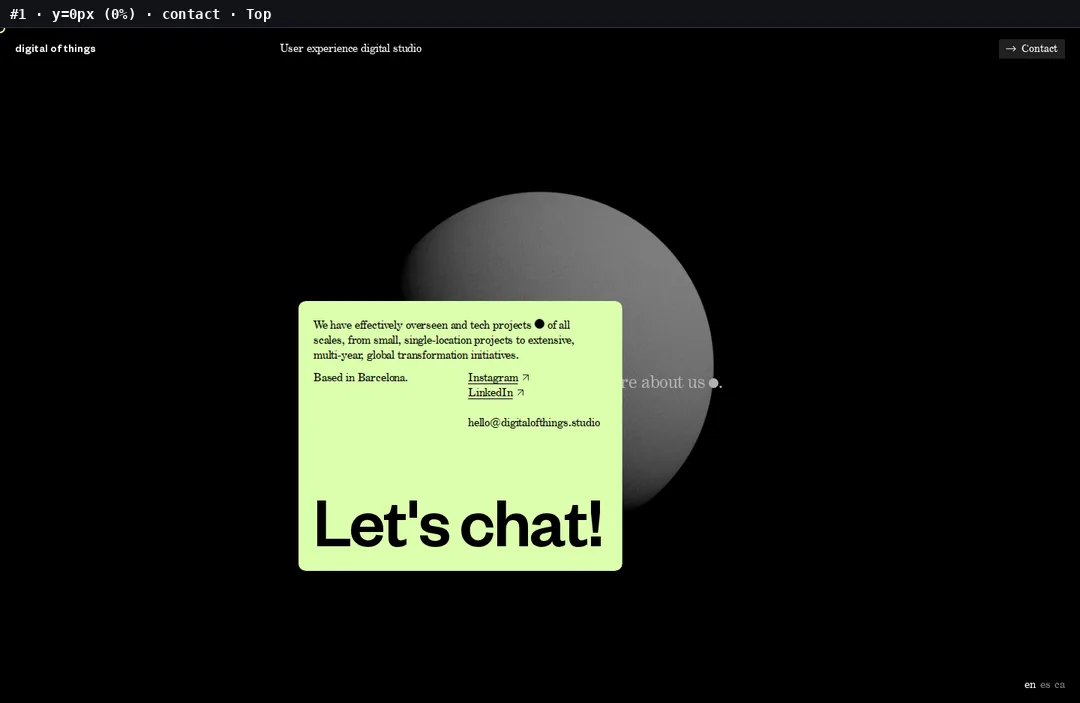 #1 · y=0px (0%) · contact · Top
digital of things
User experience digital studio
→ Contact
We have effectively overseen and tech projects ● of all
scales, from small, single-location projects to extensive,
multi-year, global transformation initiatives.
Based in Barcelona.
Instagram ↗
LinkedIn ↗
about us ●.
hello@digitalofthings.studio
Let's chat!
en es ca